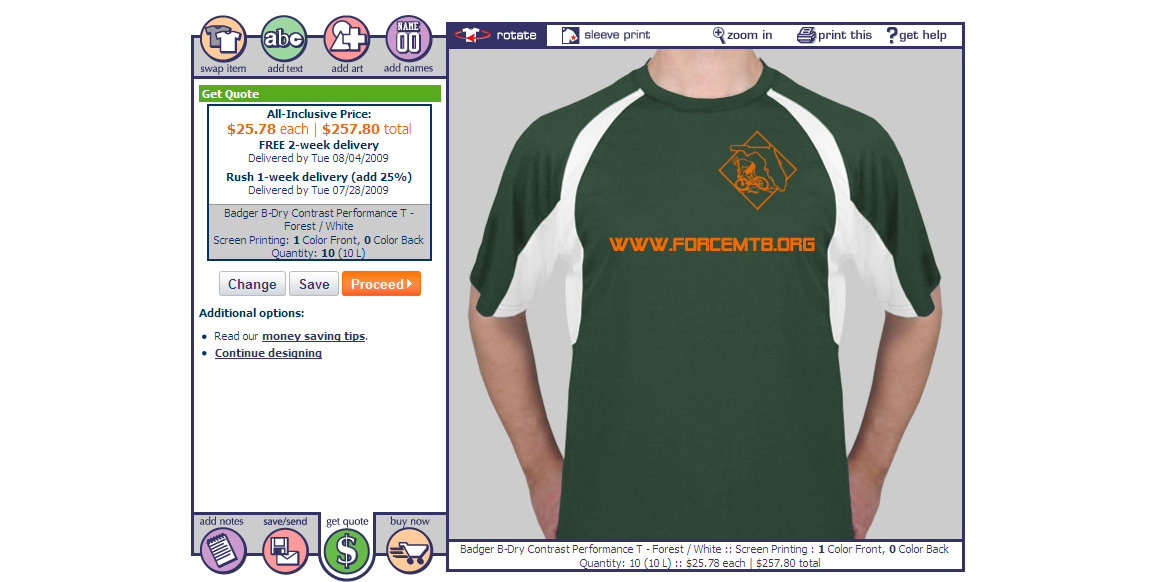 abc
NAME
00
swap item
add text
add art
add names
Get Quote
All-Inclusive Price:
$25.78 each | $257.80 total
FREE 2-week delivery
Delivered by Tue 08/04/2009
Rush 1-week delivery (add 25%)
Delivered by Tue 07/28/2009
Badger B-Dry Contrast Performance T -
Forest / White
Screen Printing: 1 Color Front, 0 Color Back
Quantity: 10 (10 L)
Change
Save
Proceed
Additional options:
• Read our money saving tips.
• Continue designing
add notes
save/send
get quote
buy now
$
rotate
sleeve print
zoom in
print this
? get help
WWW.FORCEMTB.ORG
Badger B-Dry Contrast Performance T - Forest / White :: Screen Printing : 1 Color Front, 0 Color Back
Quantity: 10 (10 L) :: $25.78 each | $257.80 total